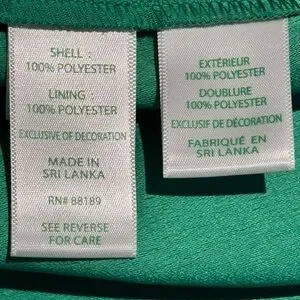 SHELL :
100% POLYESTER
LINING :
100% POLYESTER
EXCLUSIVE OF DECORATION
MADE IN
SRI LANKA
RN# 88189
SEE REVERSE
FOR CARE
EXTÉRIEUR
100% POLYESTER
DOUBLURE
100% POLYESTER
EXCLUSIF DE DÉCORATION
FABRIQUÉ EN
SRI LANKA